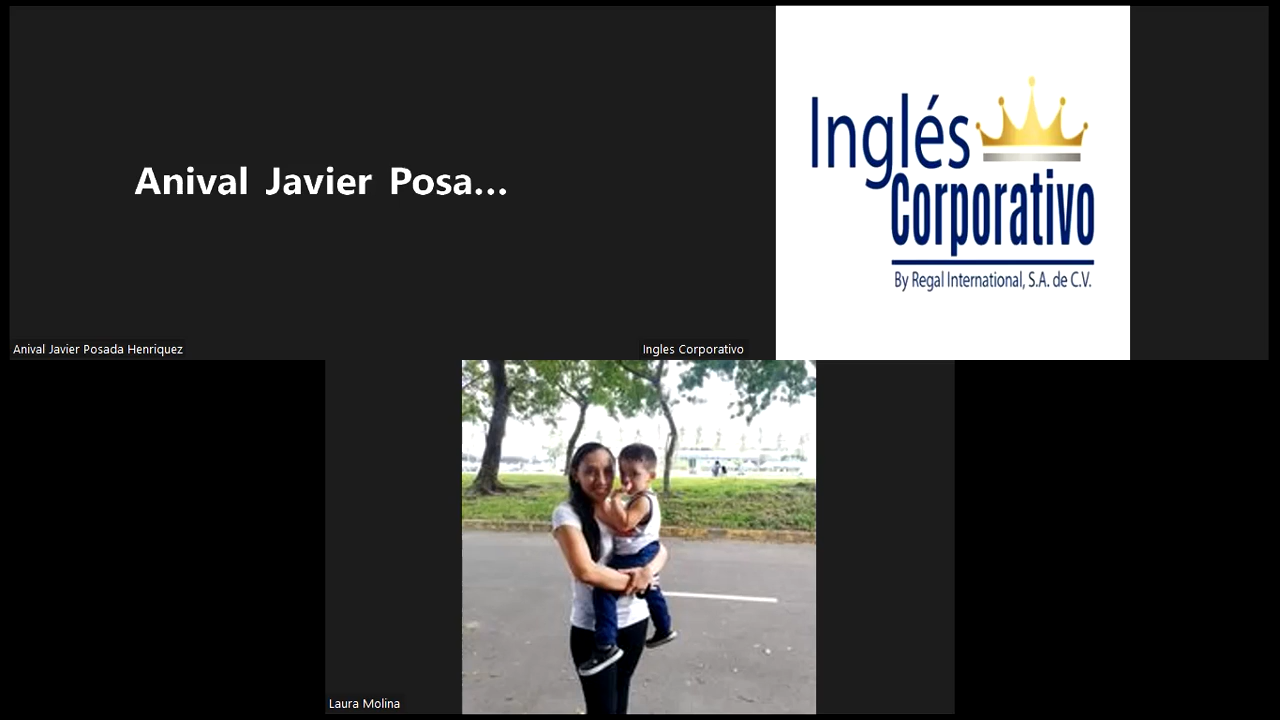 Anival Javier Posa...
Inglés
Corporativo
By Regal International, S.A. de C.V.
Anival Javier Posada Henriquez
Ingles Corporativo
Laura Molina